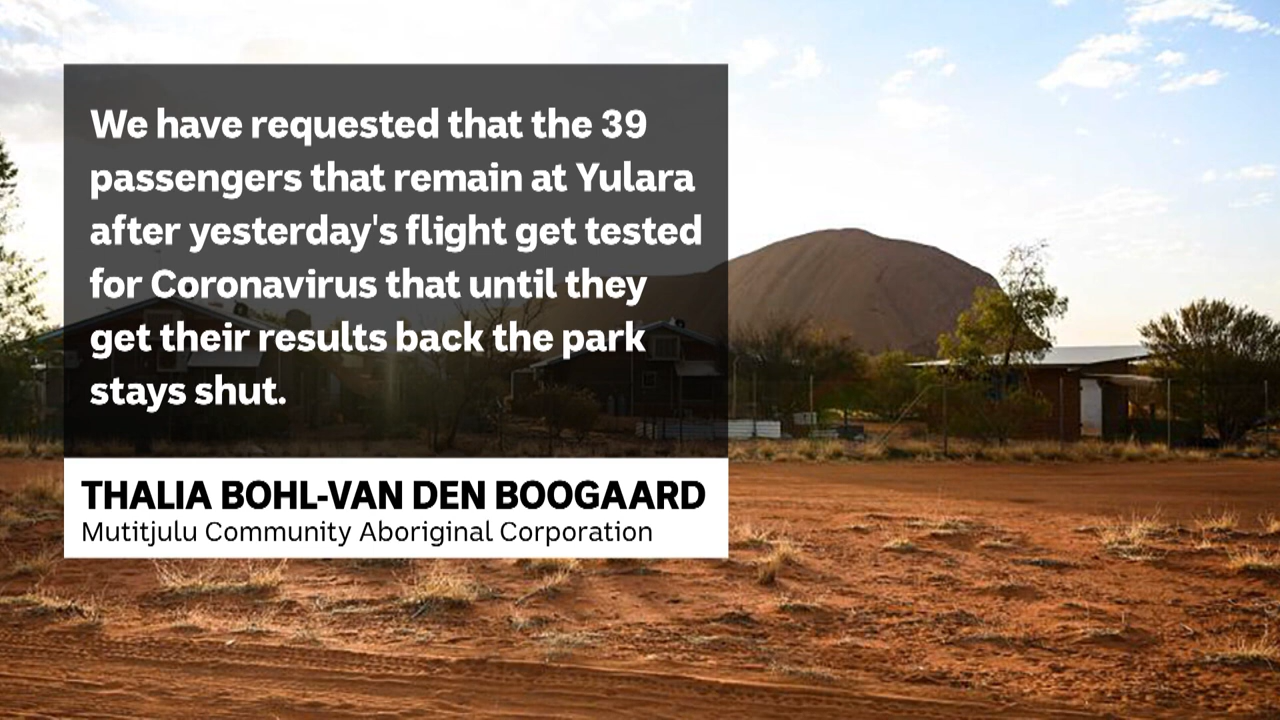 We have requested that the 39
passengers that remain at Yulara
after yesterday's flight get tested
for Coronavirus that until they
get their results back the park
stays shut.
THALIA BOHL-VAN DEN BOOGAARD
Mutitjulu Community Aboriginal Corporation